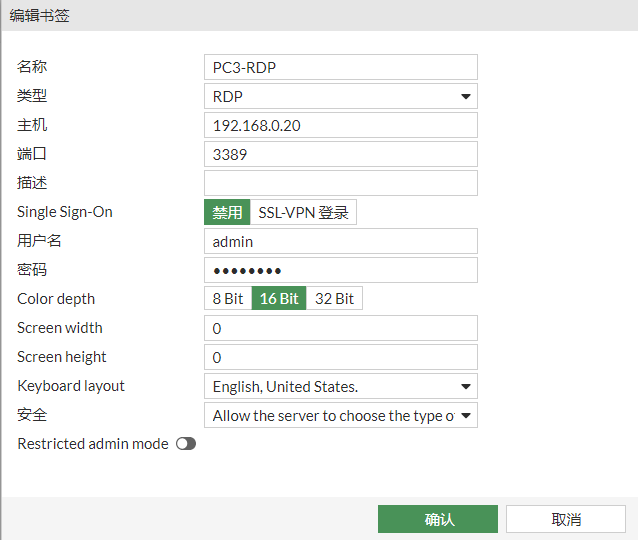 编辑书签
名称 PC3-RDP
类型 RDP
主机 192.168.0.20
端口 3389
描述
Single Sign-On 禁用 SSL-VPN 登录
用户名 admin
密码 ••••••••
Color depth 8 Bit 16 Bit 32 Bit
Screen width 0
Screen height 0
Keyboard layout English, United States.
安全 Allow the server to choose the type o
Restricted admin mode
确认 取消